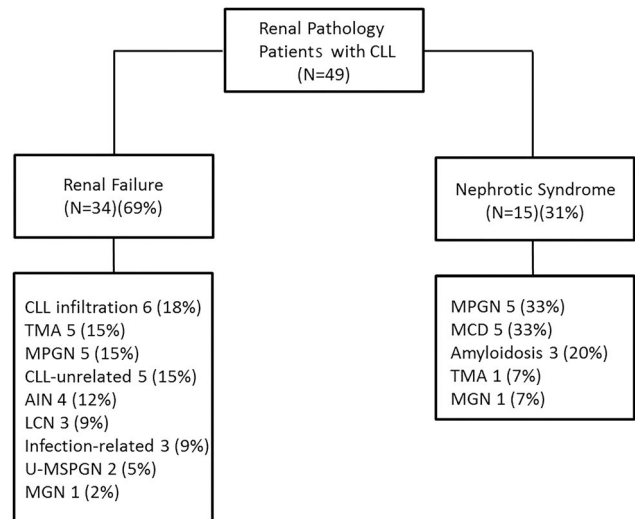 Renal Pathology
Patients with CLL
(N=49)
Renal Failure
(N=34)(69%)
Nephrotic Syndrome
(N=15)(31%)
CLL infiltration 6 (18%)
TMA 5 (15%)
MPGN 5 (15%)
CLL-unrelated 5 (15%)
AIN 4 (12%)
LCN 3 (9%)
Infection-related 3 (9%)
U-MSPGN 2 (5%)
MGN 1 (2%)
MPGN 5 (33%)
MCD 5 (33%)
Amyloidosis 3 (20%)
TMA 1 (7%)
MGN 1 (7%)